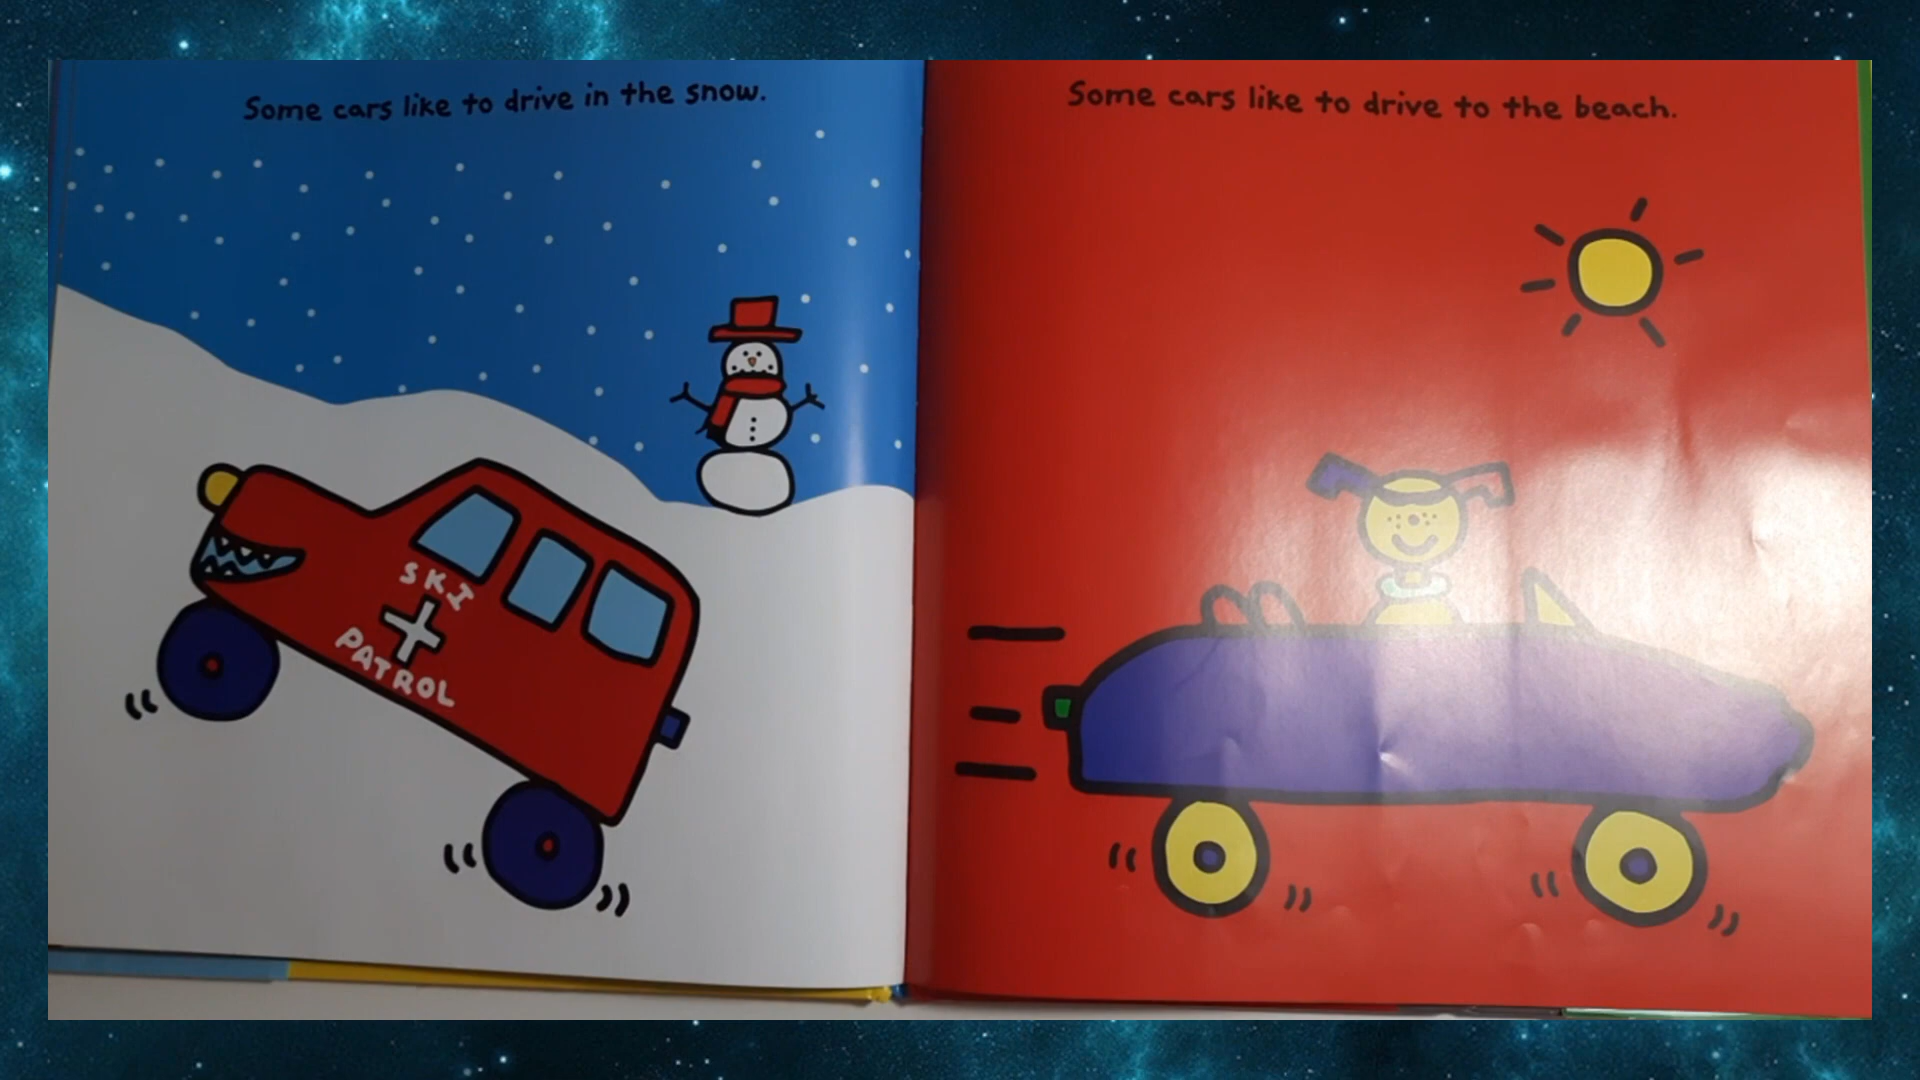 Some cars like to drive in the snow.
SKI
PATROL
Some cars like to drive to the beach.